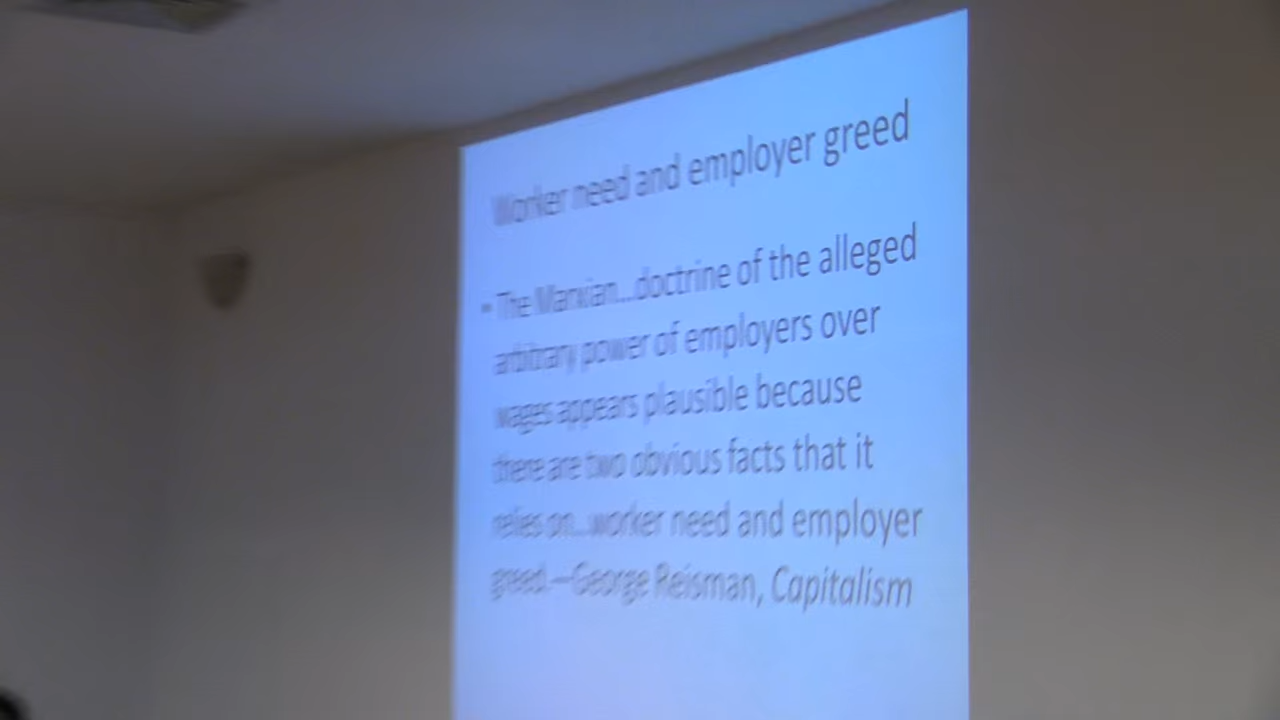 Worker need and employer greed
• The Marxian...doctrine of the alleged
arbitrary power of employers over
wages appears plausible because
there are two obvious facts that it
relies on...worker need and employer
greed.—George Reisman, Capitalism